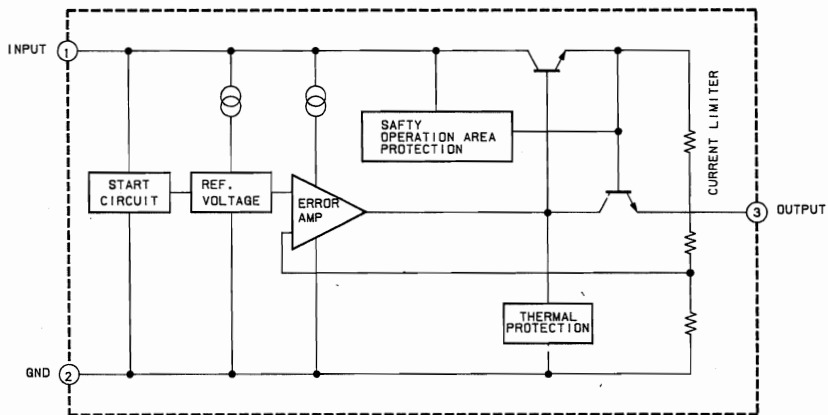 INPUT
1
SAFTY
OPERATION AREA
PROTECTION
CURRENT LIMITER
START
CIRCUIT
REF.
VOLTAGE
ERROR
AMP
3
OUTPUT
THERMAL
PROTECTION
GND
2